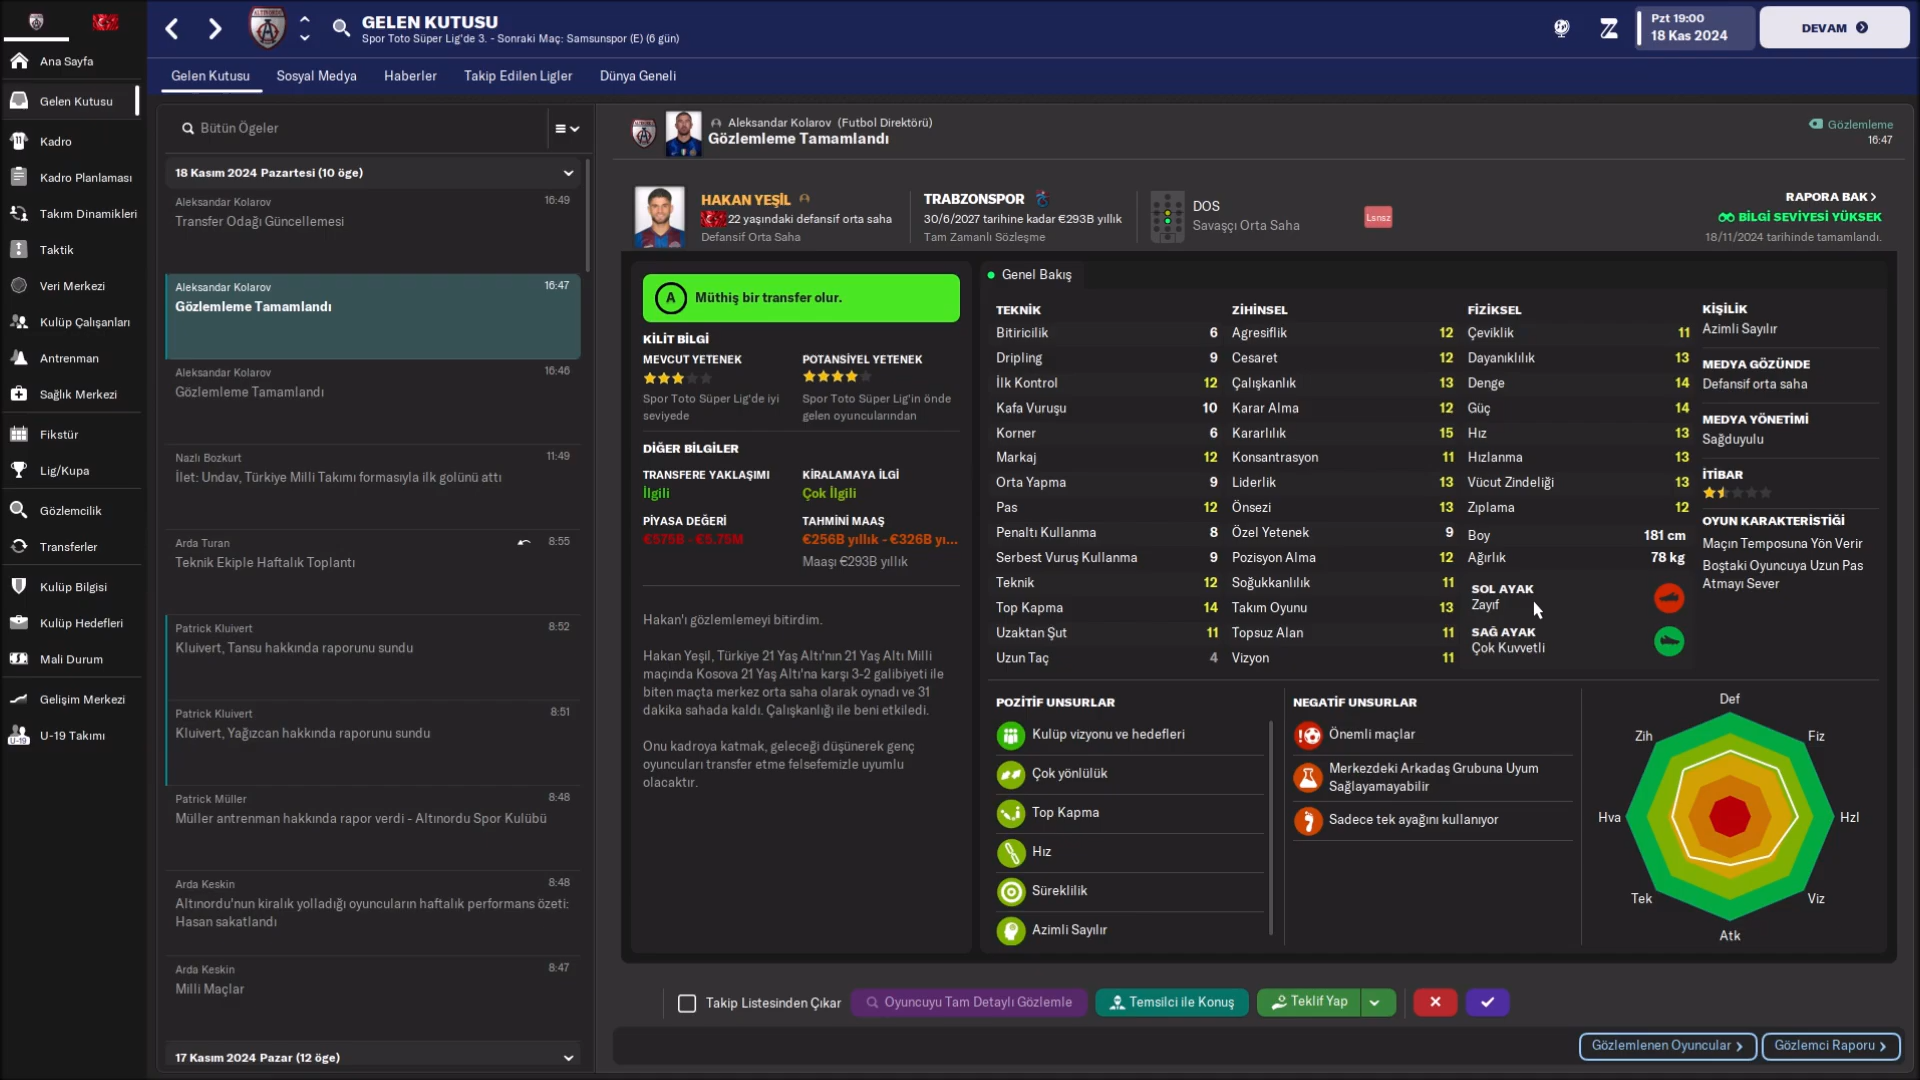 GELEN KUTUSU
Spor Toto Süper Lig'de 3. - Sonraki Maç: Samsunspor (E) (6 gün)
Pzt 19:00
18 Kas 2024
DEVAM
Ana Sayfa
Gelen Kutusu
Kadro
Kadro Planlaması
Takım Dinamikleri
Taktik
Veri Merkezi
Kulüp Çalışanları
Antrenman
Sağlık Merkezi
Fikstür
Lig/Kupa
Gözlemcilik
Transferler
Kulüp Bilgisi
Kulüp Hedefleri
Mali Durum
Gelişim Merkezi
U-19 Takımı
Gelen Kutusu
Sosyal Medya
Haberler
Takip Edilen Ligler
Dünya Geneli
Bütün Ögeler
18 Kasım 2024 Pazartesi (10 öge)
Aleksandar Kolarov 16:49
Transfer Odağı Güncellemesi
Aleksandar Kolarov 16:47
Gözlemleme Tamamlandı
Aleksandar Kolarov 16:46
Gözlemleme Tamamlandı
Nazlı Bozkurt 11:49
İlet: Undav, Türkiye Milli Takımı formasıyla ilk golünü attı
Arda Turan 8:55
Teknik Ekiple Haftalık Toplantı
Patrick Kluivert 8:52
Kluivert, Tansu hakkında raporunu sundu
Patrick Kluivert 8:51
Kluivert, Yağızcan hakkında raporunu sundu
Patrick Müller 8:48
Müller antrenman hakkında rapor verdi - Altınordu Spor Kulübü
Arda Keskin 8:48
Altınordu'nun kiralık yolladığı oyuncuların haftalık performans özeti:
Hasan sakatlandı
Arda Keskin 8:47
Milli Maçlar
17 Kasım 2024 Pazar (12 öge)
Aleksandar Kolarov (Futbol Direktörü)
Gözlemleme Tamamlandı
Gözlemleme
16:47
HAKAN YEŞİL
22 yaşındaki defansif orta saha
Defansif Orta Saha
TRABZONSPOR
30/6/2027 tarihine kadar €293B yıllık
Tam Zamanlı Sözleşme
DOS
Savaşçı Orta Saha
Lsnsz
RAPORA BAK >
BİLGİ SEVİYESİ YÜKSEK
18/11/2024 tarihinde tamamlandı.
A Müthiş bir transfer olur.
KİLİT BİLGİ
MEVCUT YETENEK
Spor Toto Süper Lig'de iyi
seviyede
POTANSİYEL YETENEK
Spor Toto Süper Lig'in önde
gelen oyuncularından
DİĞER BİLGİLER
TRANSFERE YAKLAŞIMI
İlgili
KİRALAMAYA İLGİ
Çok İlgili
PİYASA DEĞERİ
€575B - €5.75M
TAHMİNİ MAAŞ
€256B yıllık - €326B yı...
Maaşı €293B yıllık
Hakan'ı gözlemlemeyi bitirdim.
Hakan Yeşil, Türkiye 21 Yaş Altı'nın 21 Yaş Altı Milli
maçında Kosova 21 Yaş Altı'na karşı 3-2 galibiyeti ile
biten maçta merkez orta saha olarak oynadı ve 31
dakika sahada kaldı. Çalışkanlığı ile beni etkiledi.
Onu kadroya katmak, geleceği düşünerek genç
oyuncuları transfer etme felsefemizle uyumlu
olacaktır.
Genel Bakış
TEKNİK
Bitiricilik 6
Dripling 9
İlk Kontrol 12
Kafa Vuruşu 10
Korner 6
Markaj 12
Orta Yapma 9
Pas 12
Penaltı Kullanma 8
Serbest Vuruş Kullanma 9
Teknik 12
Top Kapma 14
Uzaktan Şut 11
Uzun Taç 4
ZİHİNSEL
Agresiflik 12
Cesaret 12
Çalışkanlık 13
Karar Alma 12
Kararlılık 15
Konsantrasyon 11
Liderlik 13
Önsezi 13
Özel Yetenek 9
Pozisyon Alma 12
Soğukkanlılık 11
Takım Oyunu 13
Topsuz Alan 11
Vizyon 11
FİZİKSEL
Çeviklik 11
Dayanıklılık 13
Denge 14
Güç 14
Hız 13
Hızlanma 13
Vücut Zindeliği 13
Zıplama 12
Boy 181 cm
Ağırlık 78 kg
SOL AYAK
Zayıf
SAĞ AYAK
Çok Kuvvetli
KİŞİLİK
Azimli Sayılır
MEDYA GÖZÜNDE
Defansif orta saha
MEDYA YÖNETİMİ
Sağduyulu
İTİBAR
OYUN KARAKTERİSTİĞİ
Maçın Temposuna Yön Verir
Boştaki Oyuncuya Uzun Pas
Atmayı Sever
POZİTİF UNSURLAR
Kulüp vizyonu ve hedefleri
Çok yönlülük
Top Kapma
Hız
Süreklilik
Azimli Sayılır
NEGATİF UNSURLAR
Önemli maçlar
Merkezdeki Arkadaş Grubuna Uyum
Sağlayamayabilir
Sadece tek ayağını kullanıyor
Def
Zih
Fiz
Hva
Hzl
Tek
Viz
Atk
Takip Listesinden Çıkar
Oyuncuyu Tam Detaylı Gözlemle
Temsilci ile Konuş
Teklif Yap
Gözlemlenen Oyuncular >
Gözlemci Raporu >